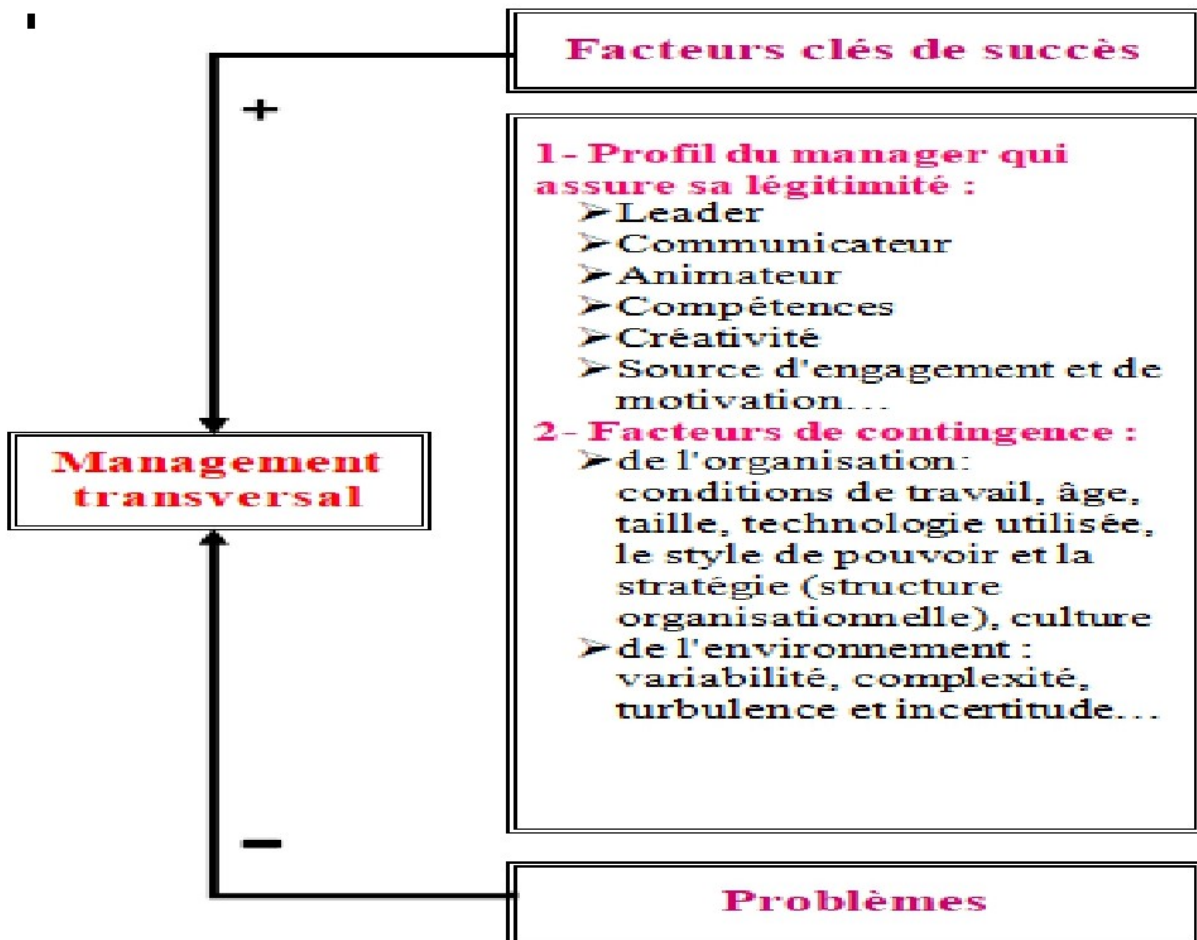 Facteurs clés de succès
+
1- Profil du manager qui
assure sa légitimité :
➢Leader
➢Communicateur
➢Animateur
➢Compétences
➢Créativité
➢Source d'engagement et de
motivation...
2- Facteurs de contingence :
➢de l'organisation:
conditions de travail, âge,
taille, technologie utilisée,
le style de pouvoir et la
stratégie (structure
organisationnelle), culture
➢de l'environnement :
variabilité, complexité,
turbulence et incertitude...
Management
transversal
−
Problèmes